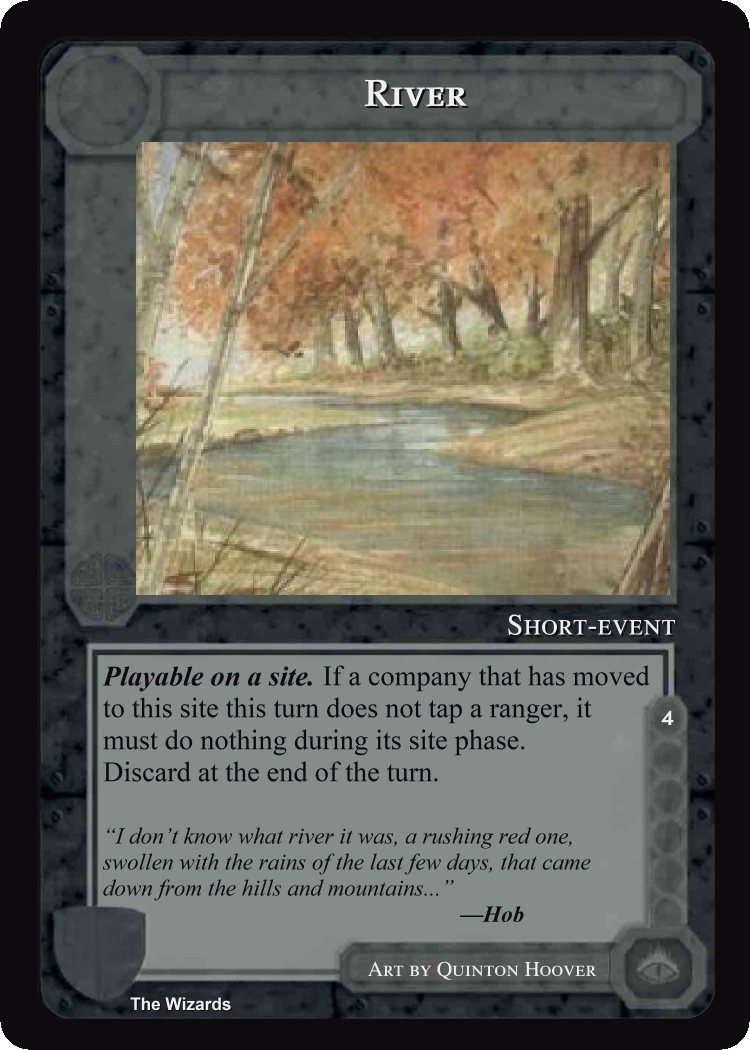 River
Short-event
Playable on a site. If a company that has moved
to this site this turn does not tap a ranger, it
must do nothing during its site phase.
Discard at the end of the turn.
4
“I don’t know what river it was, a rushing red one,
swollen with the rains of the last few days, that came
down from the hills and mountains...”
—Hob
Art by Quinton Hoover
The Wizards